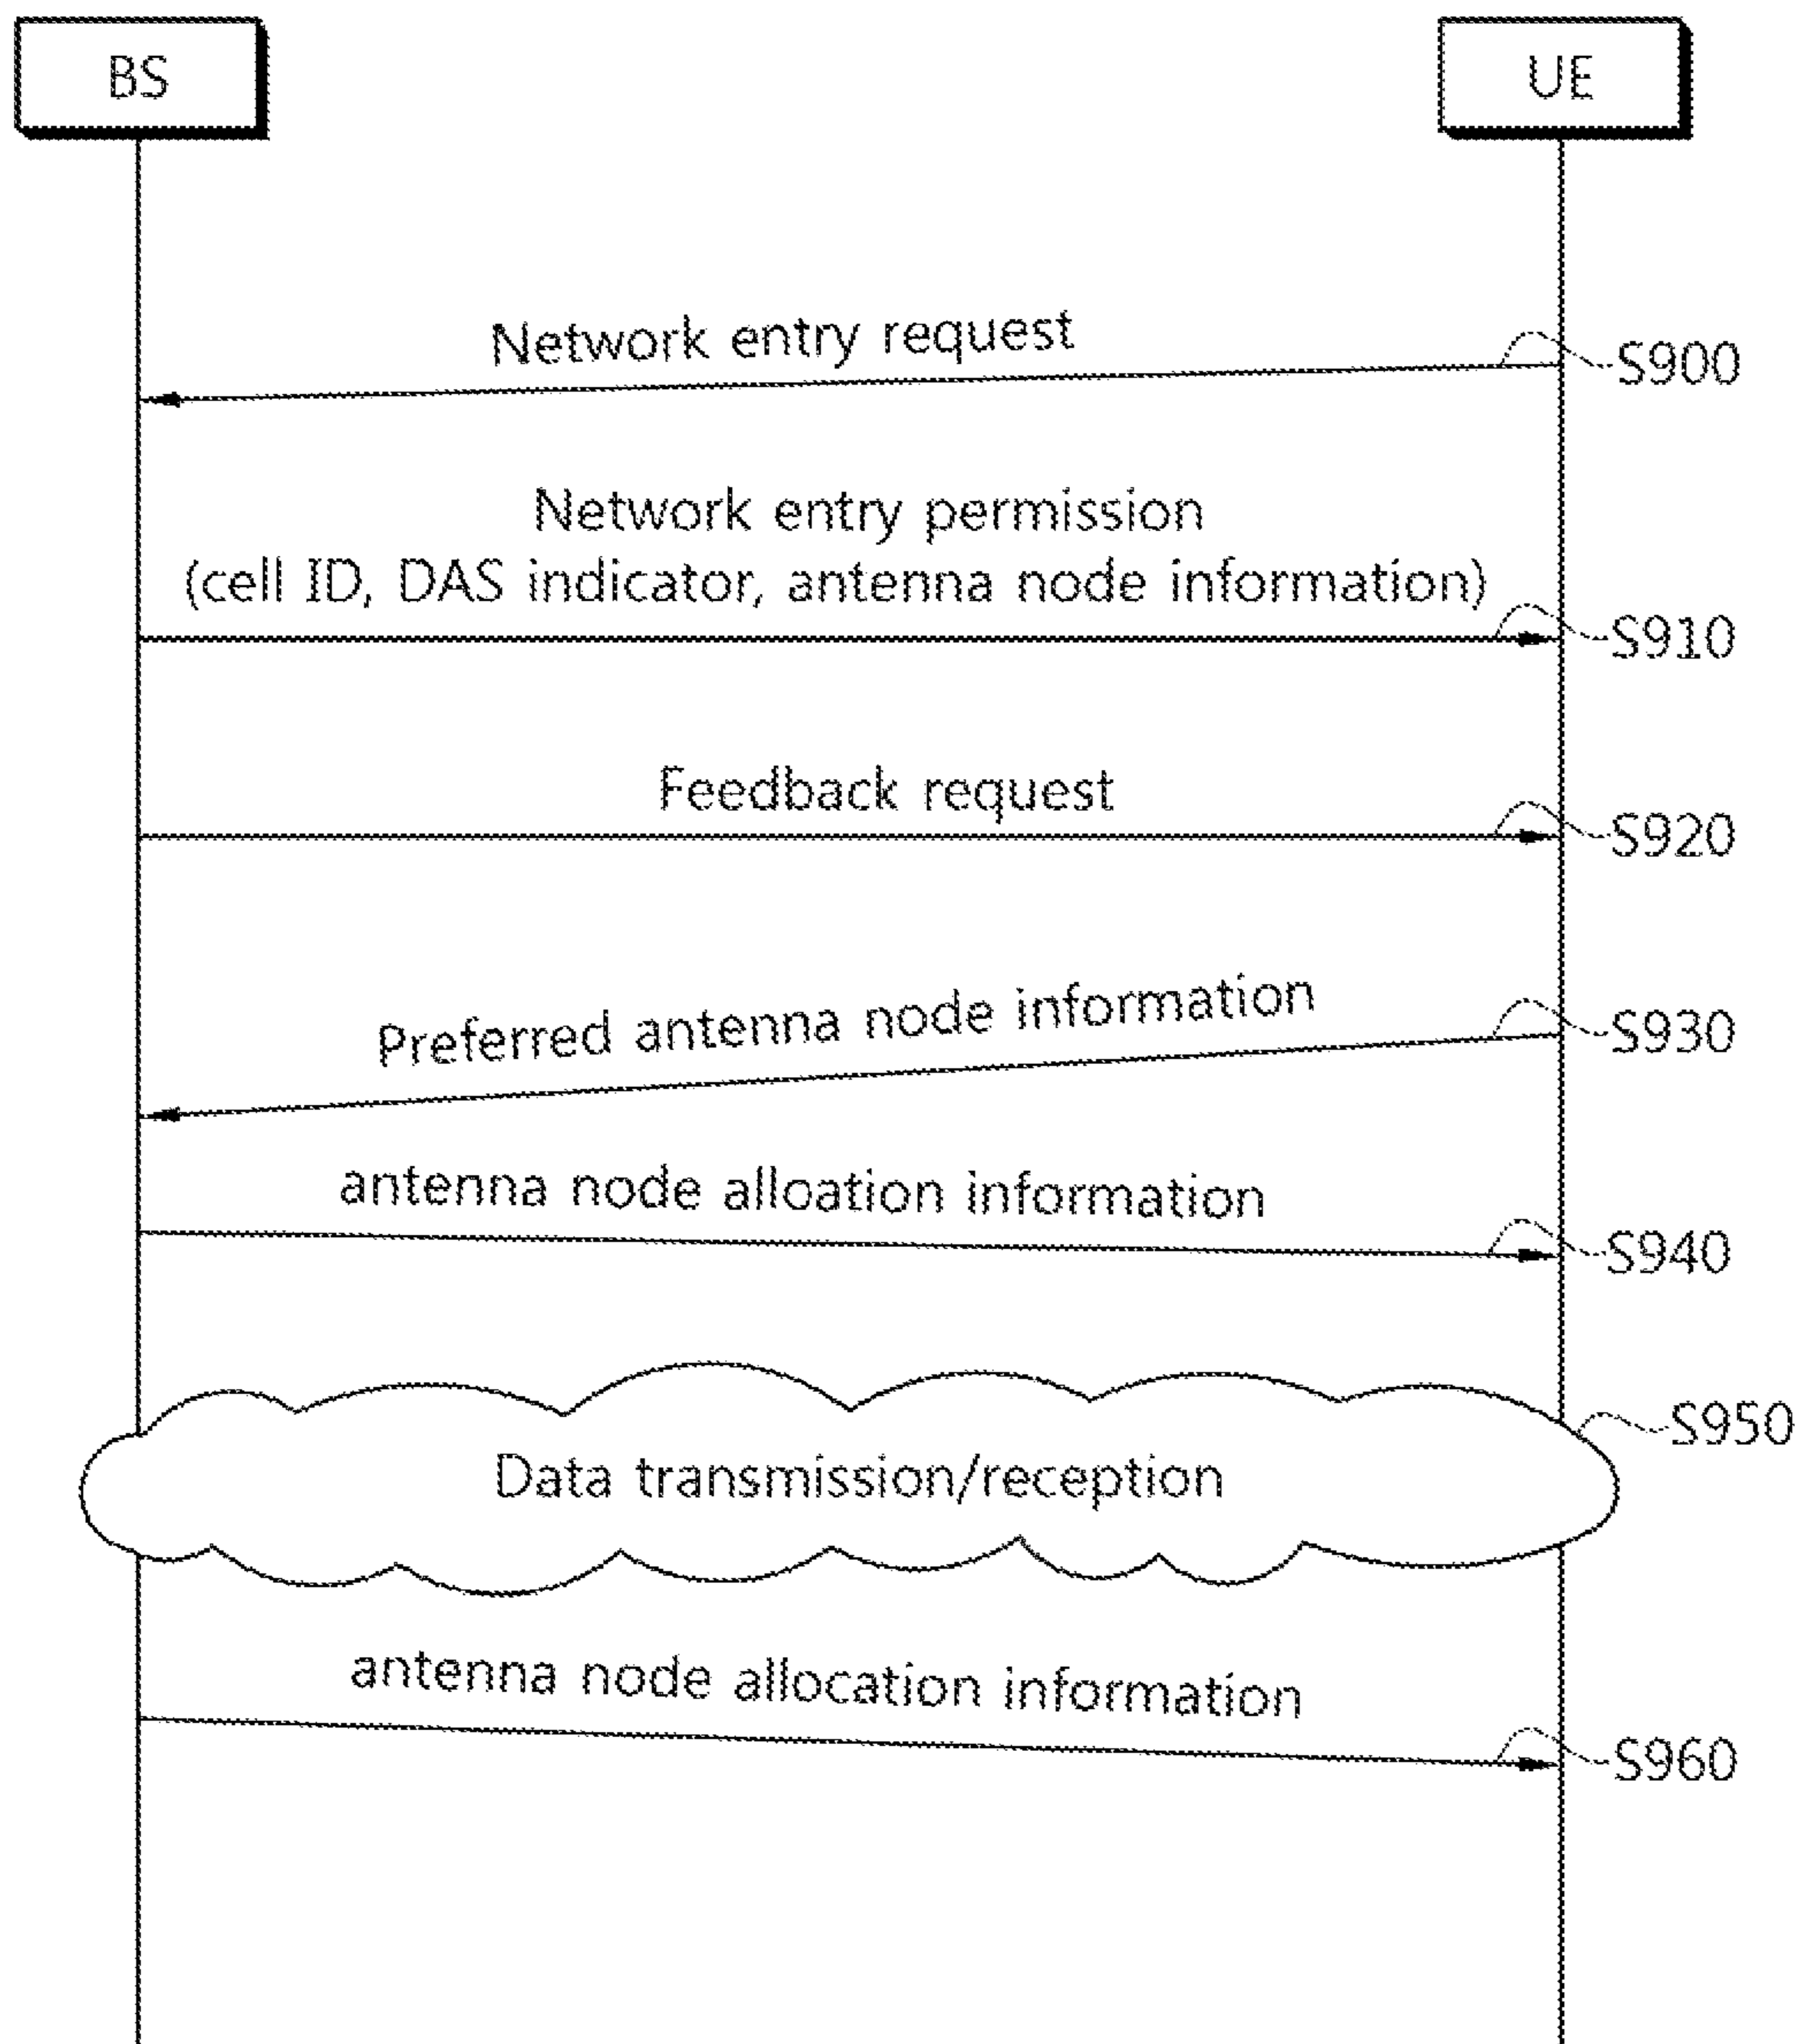 BS
UE
Network entry request
S900
Network entry permission
(cell ID, DAS indicator, antenna node information)
S910
Feedback request
S920
Preferred antenna node information
S930
antenna node alloation information
S940
S950
Data transmission/reception
antenna node allocation information
S960